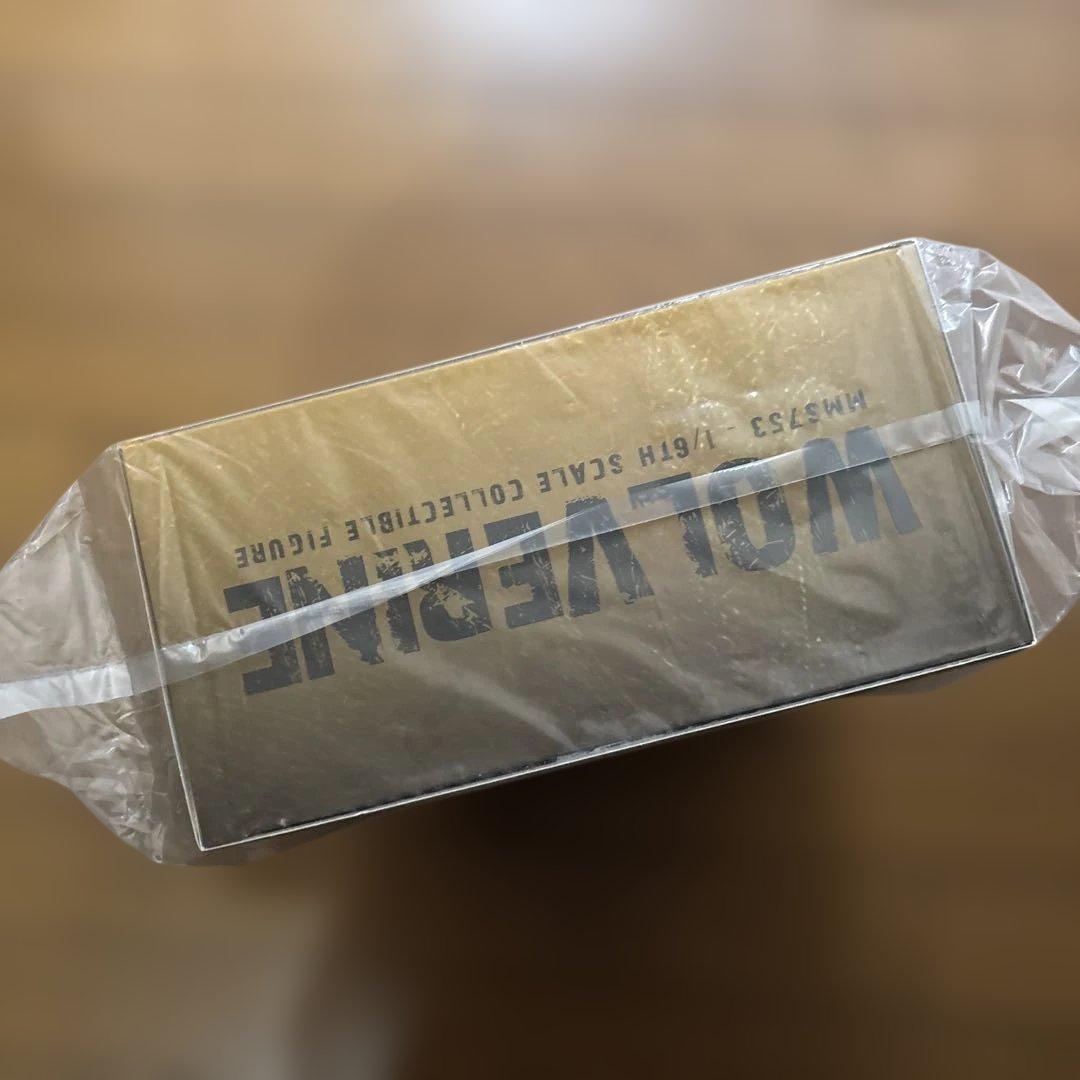 WOLVERINE
MMS753 - 1/6TH SCALE COLLECTIBLE FIGURE